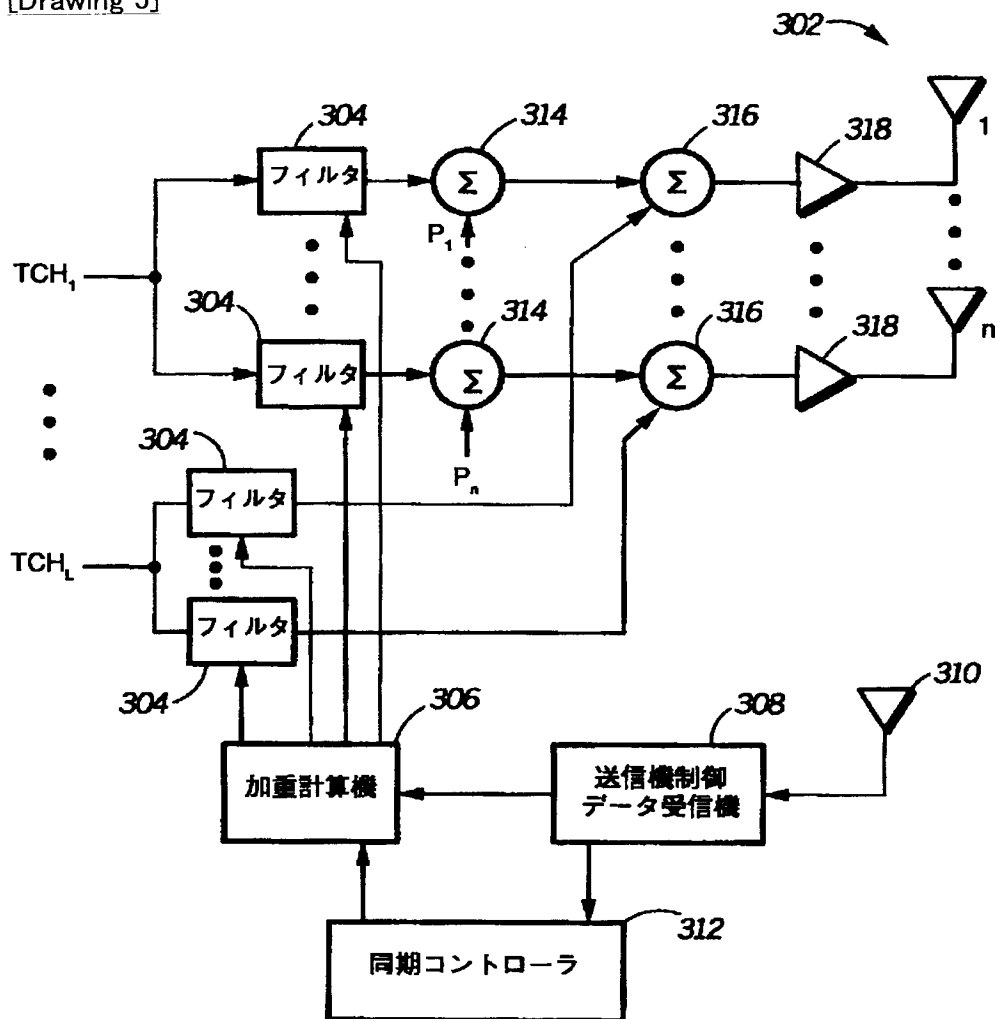 [Drawing 3]
302
304
314
316
318
1
フィルタ
Σ
Σ
P₁
TCH₁
304
314
316
318
n
フィルタ
Σ
Σ
304
Pₙ
フィルタ
TCH_L
フィルタ
304
306
308
310
加重計算機
送信機制御
データ受信機
312
同期コントローラ